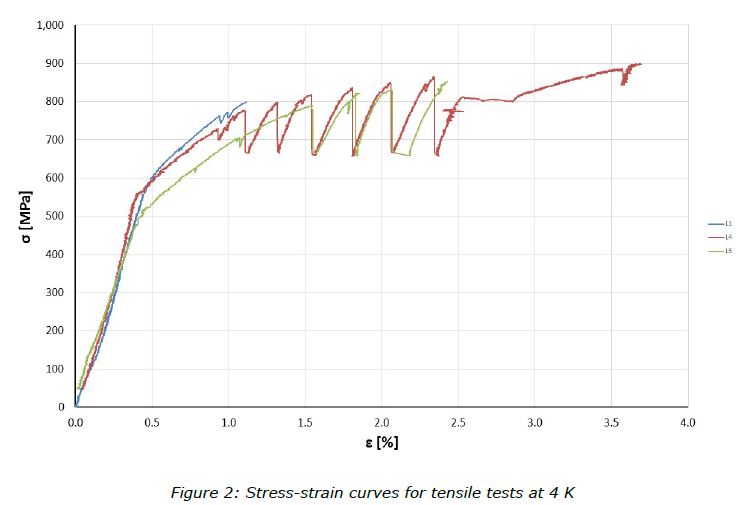 1,000
900
800
700
600
500
400
300
200
100
0
σ [MPa]
0.0 0.5 1.0 1.5 2.0 2.5 3.0 3.5 4.0
ε [%]
L1
L4
L5
Figure 2: Stress-strain curves for tensile tests at 4 K